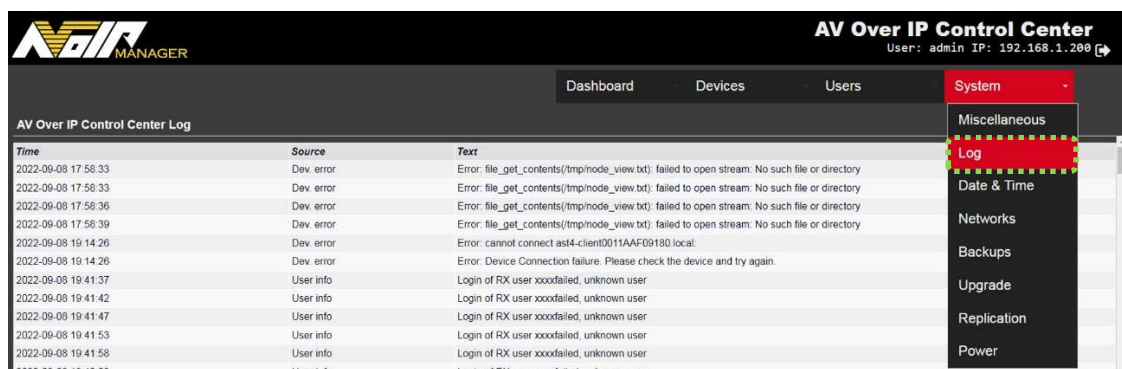 AVoIP MANAGER
AV Over IP Control Center
User: admin IP: 192.168.1.200
Dashboard Devices Users System
Miscellaneous
Log
Date & Time
Networks
Backups
Upgrade
Replication
Power
AV Over IP Control Center Log
Time Source Text
2022-09-08 17:58:33 Dev. error Error: file_get_contents(/tmp/node_view.txt): failed to open stream: No such file or directory
2022-09-08 17:58:33 Dev. error Error: file_get_contents(/tmp/node_view.txt): failed to open stream: No such file or directory
2022-09-08 17:58:36 Dev. error Error: file_get_contents(/tmp/node_view.txt): failed to open stream: No such file or directory
2022-09-08 17:58:39 Dev. error Error: file_get_contents(/tmp/node_view.txt): failed to open stream: No such file or directory
2022-09-08 19:14:26 Dev. error Error: cannot connect ast4-client0011AAF09180.local:
2022-09-08 19:14:26 Dev. error Error: Device Connection failure. Please check the device and try again.
2022-09-08 19:41:37 User info Login of RX user xxxxfailed, unknown user
2022-09-08 19:41:42 User info Login of RX user xxxxfailed, unknown user
2022-09-08 19:41:47 User info Login of RX user xxxxfailed, unknown user
2022-09-08 19:41:53 User info Login of RX user xxxxfailed, unknown user
2022-09-08 19:41:58 User info Login of RX user xxxxfailed, unknown user